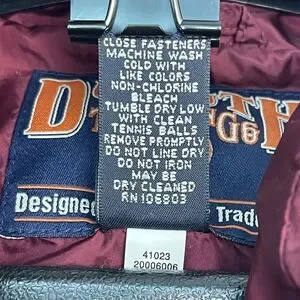 CLOSE FASTENERS
MACHINE WASH
COLD WITH
LIKE COLORS
NON-CHLORINE
BLEACH
TUMBLE DRY LOW
WITH CLEAN
TENNIS BALLS
REMOVE PROMPTLY
DO NOT LINE DRY
DO NOT IRON
MAY BE
DRY CLEANED
RN 106803
Designed
Trade
41023
20006006